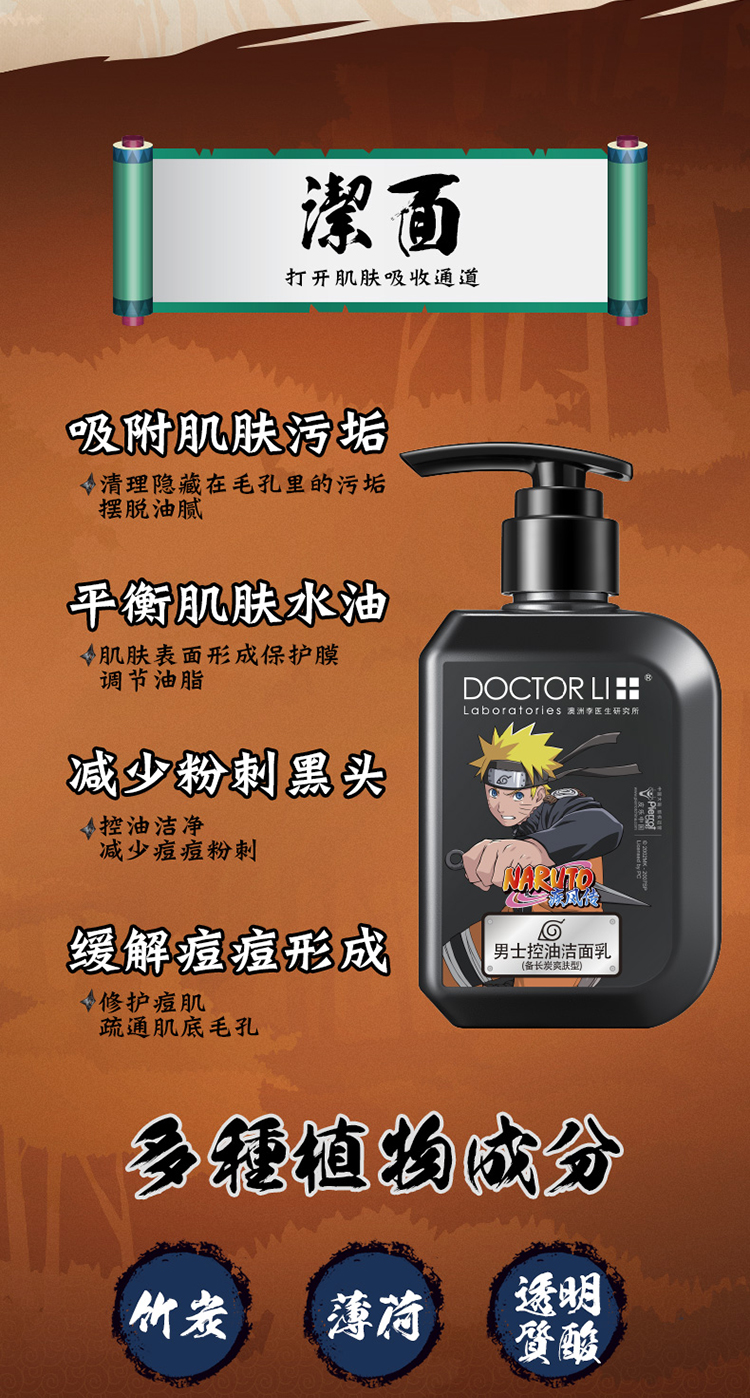 潔面
打开肌肤吸收通道
吸附肌肤污垢
清理隐藏在毛孔里的污垢
摆脱油腻
平衡肌肤水油
肌肤表面形成保护膜
调节油脂
减少粉刺黑头
控油洁净
减少痘痘粉刺
缓解痘痘形成
修护痘肌
疏通肌底毛孔
DOCTOR LI ®
Laboratories 澳洲李医生研究所
Pierrot
NARUTO
疾风传
男士控油洁面乳
(备长炭爽肤型)
多種植物成分
竹炭
薄荷
透明
質酸